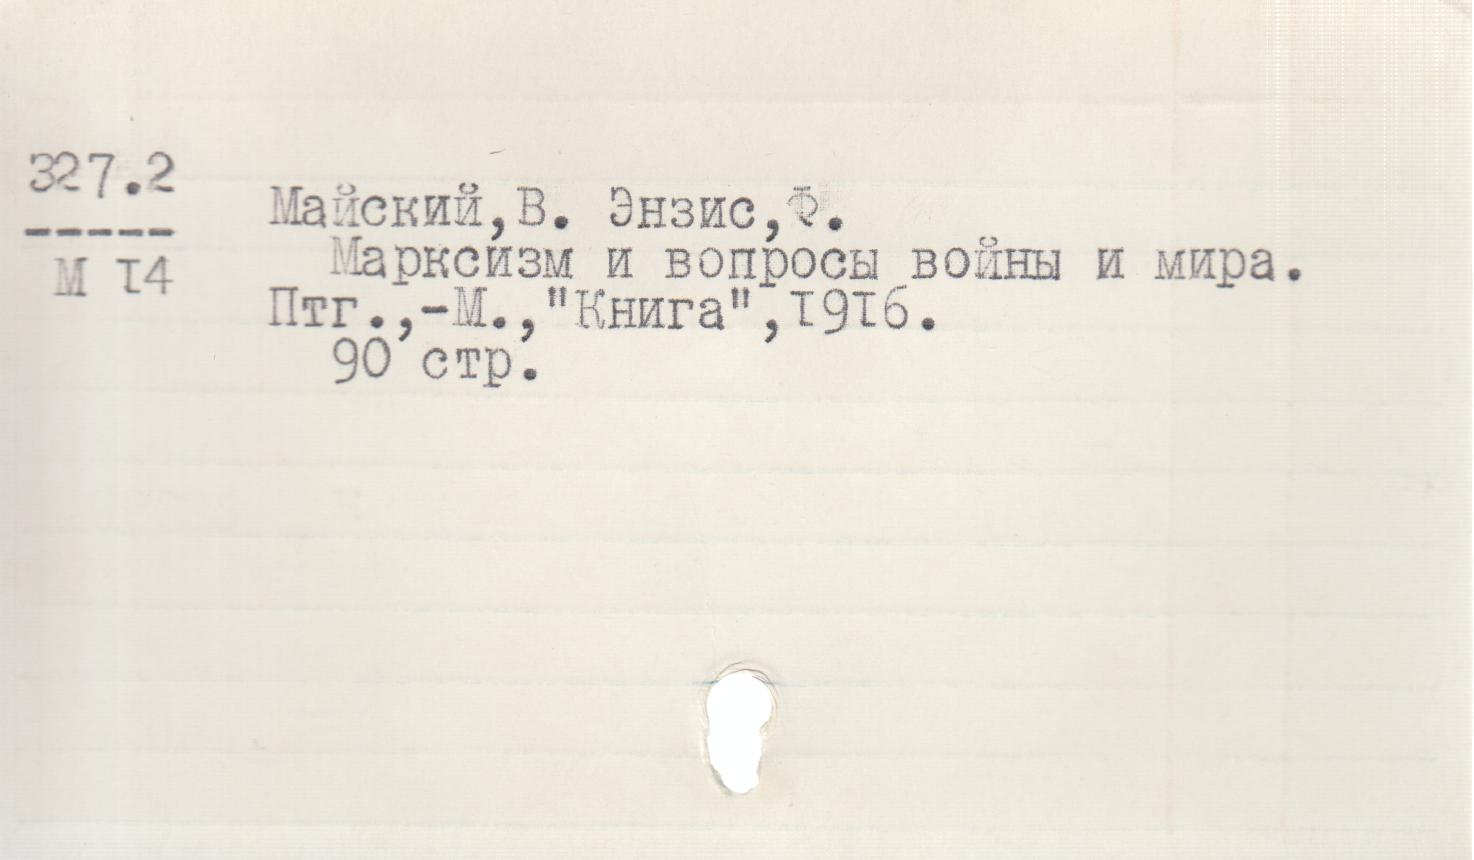 327.2
-----
М 14
Майский,В. Энзис,Ф.
Марксизм и вопросы войны и мира.
Птг.,-М.,"Книга",1916.
90 стр.